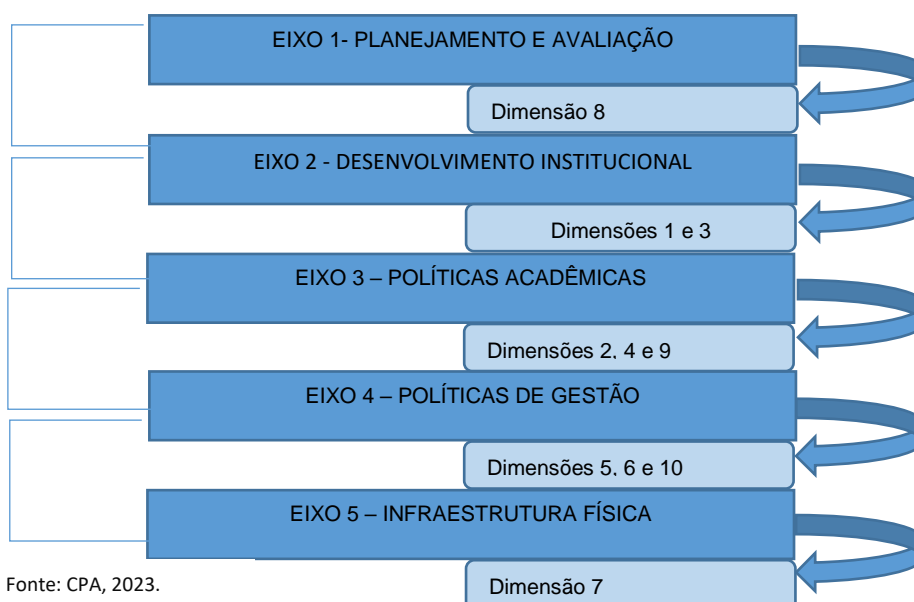 EIXO 1- PLANEJAMENTO E AVALIAÇÃO
Dimensão 8
EIXO 2 - DESENVOLVIMENTO INSTITUCIONAL
Dimensões 1 e 3
EIXO 3 – POLÍTICAS ACADÊMICAS
Dimensões 2, 4 e 9
EIXO 4 – POLÍTICAS DE GESTÃO
Dimensões 5, 6 e 10
EIXO 5 – INFRAESTRUTURA FÍSICA
Dimensão 7
Fonte: CPA, 2023.